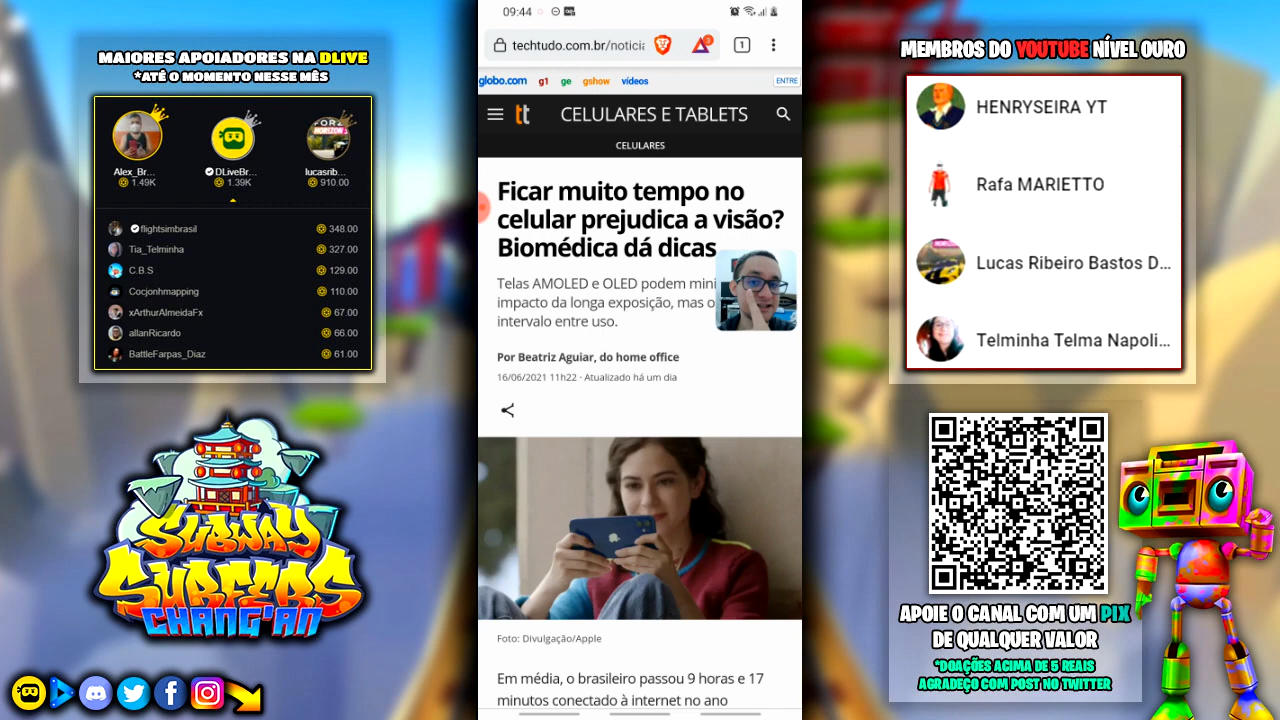 MAIORES APOIADORES NA DLIVE
*ATÉ O MOMENTO NESSE MÊS
Alex_Br...
1.49K
DLiveBr...
1.39K
lucasrib...
910.00
flightsimbrasil 348.00
Tia_Telminha 327.00
C.B.S 129.00
Cocjonhmapping 110.00
xArthurAlmeidaFx 67.00
allanRicardo 66.00
BattleFarpas_Diaz 61.00
SUBWAY
SURFERS
CHANG'AN
09:44
techtudo.com.br/noticia
3
1
globo.com g1 ge gshow vídeos ENTRE
tt CELULARES E TABLETS
CELULARES
Ficar muito tempo no
celular prejudica a visão?
Biomédica dá dicas
Telas AMOLED e OLED podem mini
impacto da longa exposição, mas o
intervalo entre uso.
Por Beatriz Aguiar, do home office
16/06/2021 11h22 · Atualizado há um dia
Foto: Divulgação/Apple
Em média, o brasileiro passou 9 horas e 17
minutos conectado à internet no ano
MEMBROS DO YOUTUBE NÍVEL OURO
HENRYSEIRA YT
Rafa MARIETTO
Lucas Ribeiro Bastos D...
Telminha Telma Napoli...
APOIE O CANAL COM UM PIX
DE QUALQUER VALOR
*DOAÇÕES ACIMA DE 5 REAIS
AGRADEÇO COM POST NO TWITTER